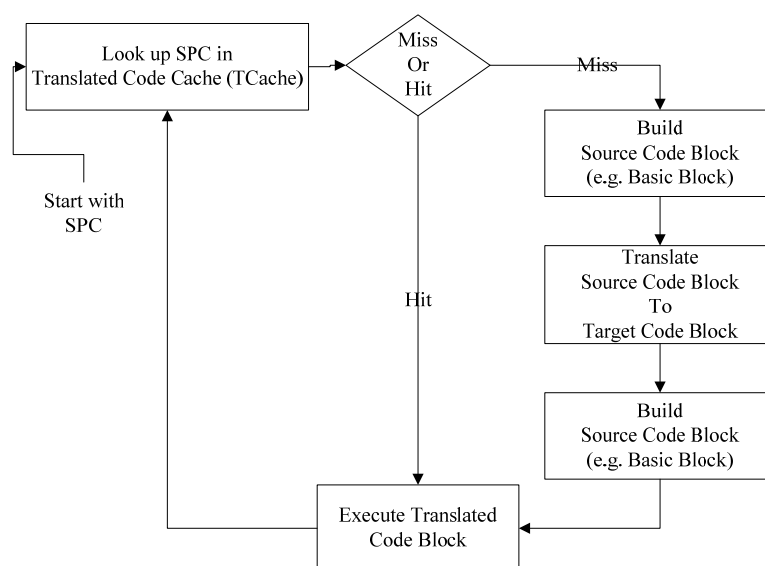 Look up SPC in
Translated Code Cache (TCache)
Miss
Or
Hit
Miss
Build
Source Code Block
(e.g. Basic Block)
Start with
SPC
Translate
Source Code Block
To
Target Code Block
Hit
Build
Source Code Block
(e.g. Basic Block)
Execute Translated
Code Block